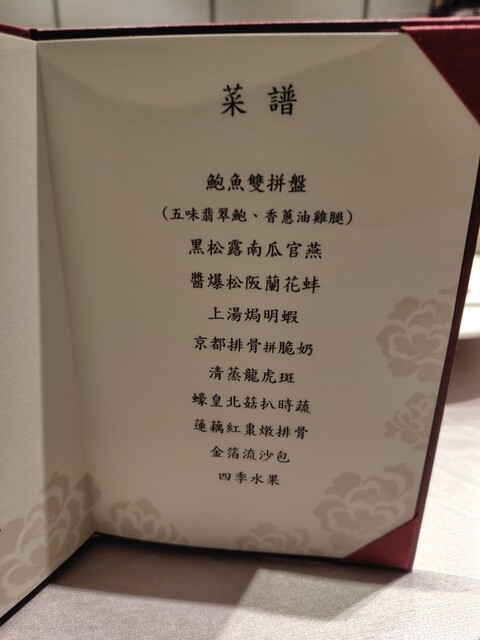 菜譜
鮑魚雙拼盤
(五味翡翠鮑、香蔥油雞腿)
黑松露南瓜官燕
醬爆松阪蘭花蚌
上湯焗明蝦
京都排骨拼脆奶
清蒸龍虎斑
蠔皇北菇扒時蔬
蓮藕紅棗燉排骨
金箔流沙包
四季水果